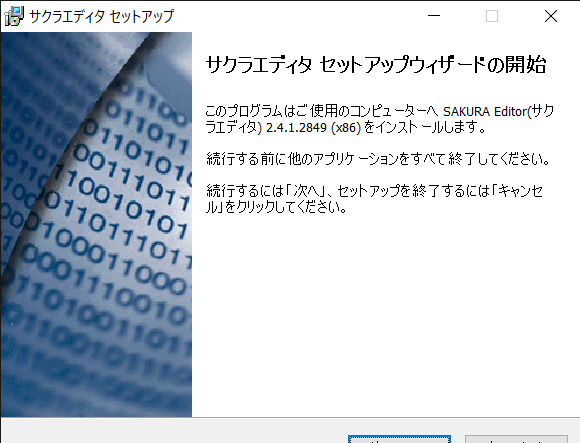 サクラエディタ セットアップ
サクラエディタ セットアップウィザードの開始
このプログラムはご使用のコンピューターへ SAKURA Editor(サク
ラエディタ) 2.4.1.2849 (x86) をインストールします。
続行する前に他のアプリケーションをすべて終了してください。
続行するには「次へ」、セットアップを終了するには「キャンセ
ル」をクリックしてください。